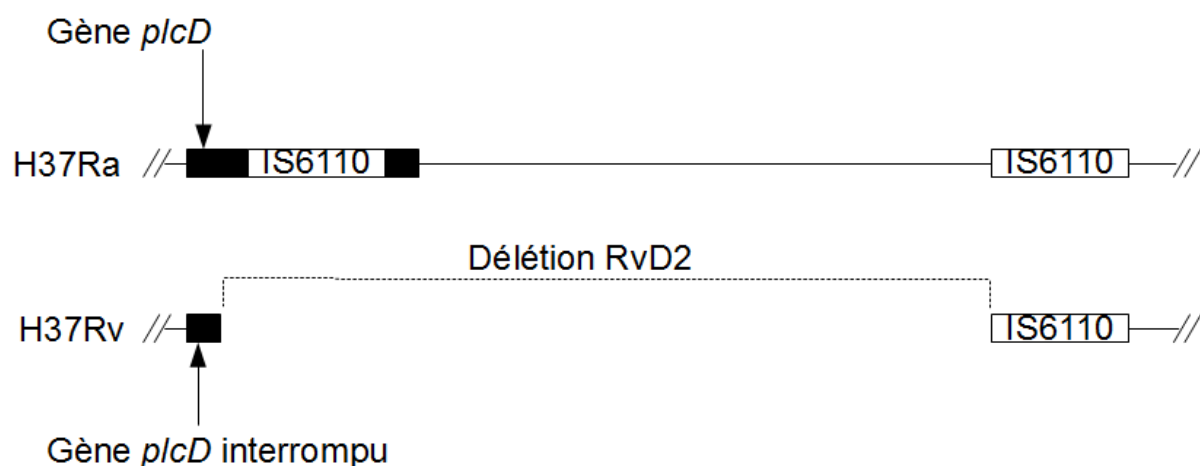 Gène plcD
H37Ra // IS6110 IS6110 //
Délétion RvD2
H37Rv // IS6110 //
Gène plcD interrompu